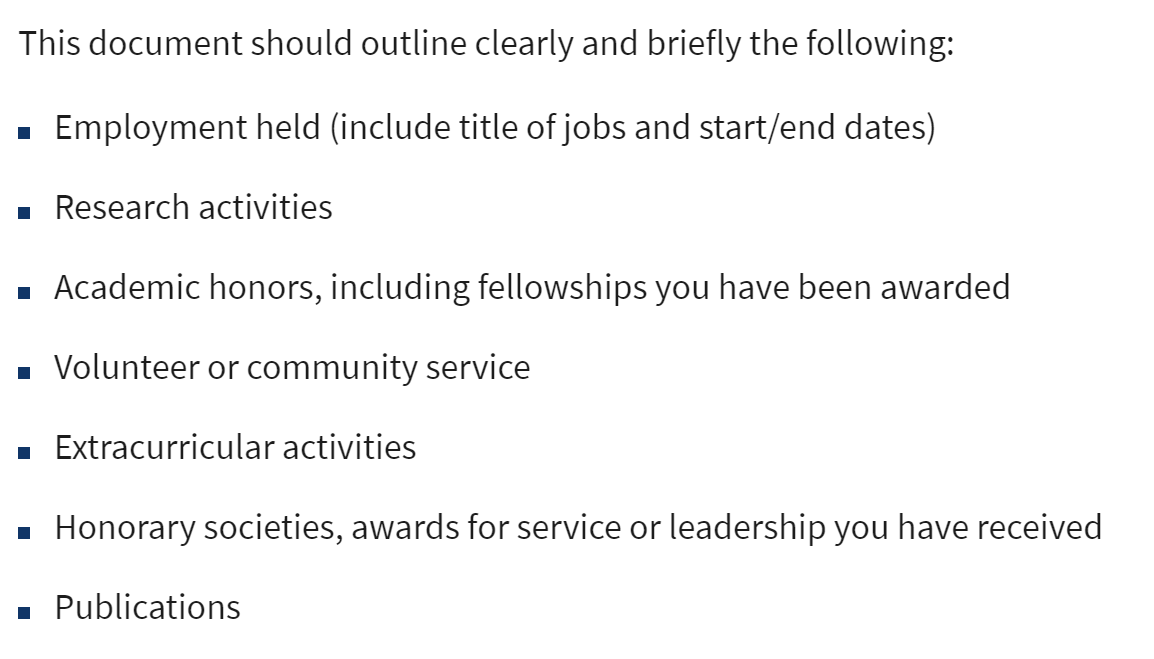 This document should outline clearly and briefly the following:
Employment held (include title of jobs and start/end dates)
Research activities
Academic honors, including fellowships you have been awarded
Volunteer or community service
Extracurricular activities
Honorary societies, awards for service or leadership you have received
Publications